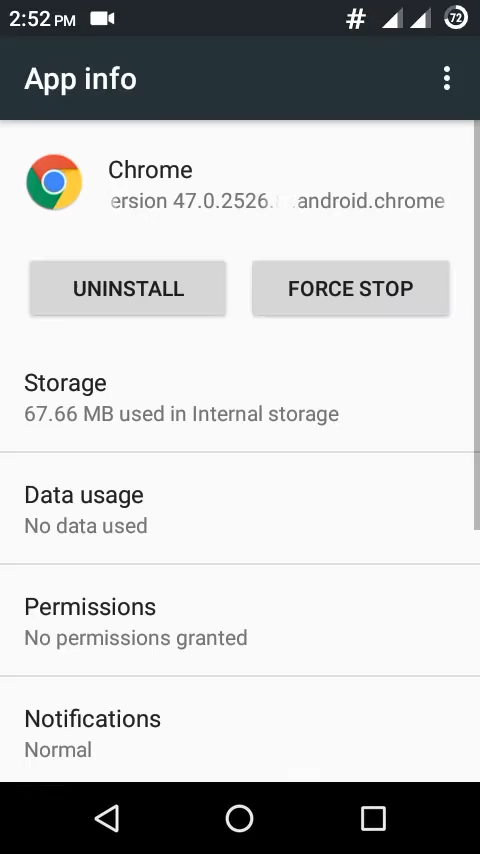 2:52 PM # 72
App info
Chrome
ersion 47.0.2526. .android.chrome
UNINSTALL FORCE STOP
Storage
67.66 MB used in Internal storage
Data usage
No data used
Permissions
No permissions granted
Notifications
Normal